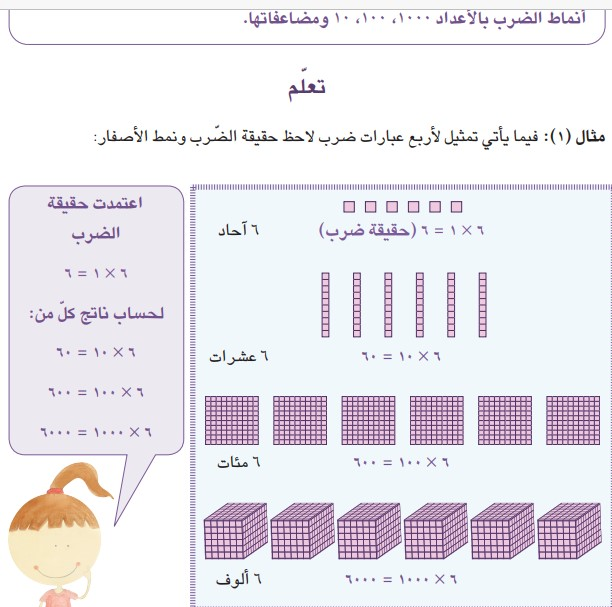 أنماط الضرب بالأعداد ١٠٠٠، ١٠٠، ١٠ ومضاعفاتها.
تعلّم
مثال (١): فيما يأتي تمثيل لأربع عبارات ضرب لاحظ حقيقة الضّرب ونمط الأصفار:
٦ × ١ = ٦ (حقيقة ضرب)
٦ آحاد
٦ × ١٠ = ٦٠
٦ عشرات
٦ × ١٠٠ = ٦٠٠
٦ مئات
٦ × ١٠٠٠ = ٦٠٠٠
٦ ألوف
اعتمدت حقيقة
الضرب
٦ × ١ = ٦
لحساب ناتج كلّ من:
٦ × ١٠ = ٦٠
٦ × ١٠٠ = ٦٠٠
٦ × ١٠٠٠ = ٦٠٠٠